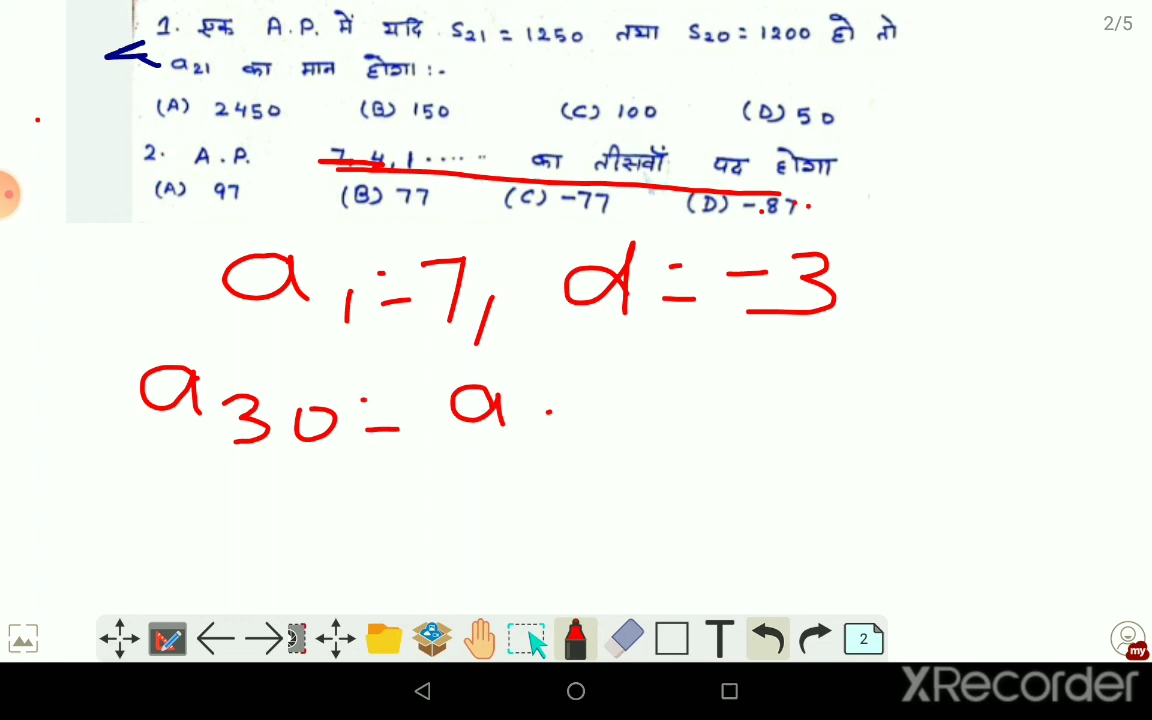 2/5
1. एक A.P. में यदि S21 = 1250 तथा S20 = 1200 हो तो
a21 का मान होगा :-
(A) 2450 (B) 150 (C) 100 (D) 50
2. A.P. 7, 4, 1 ...... का तीसवाँ पद होगा
(A) 97 (B) 77 (C) -77 (D) -87
a, = 7, d = -3
a30 = a
T 2 my
XRecorder